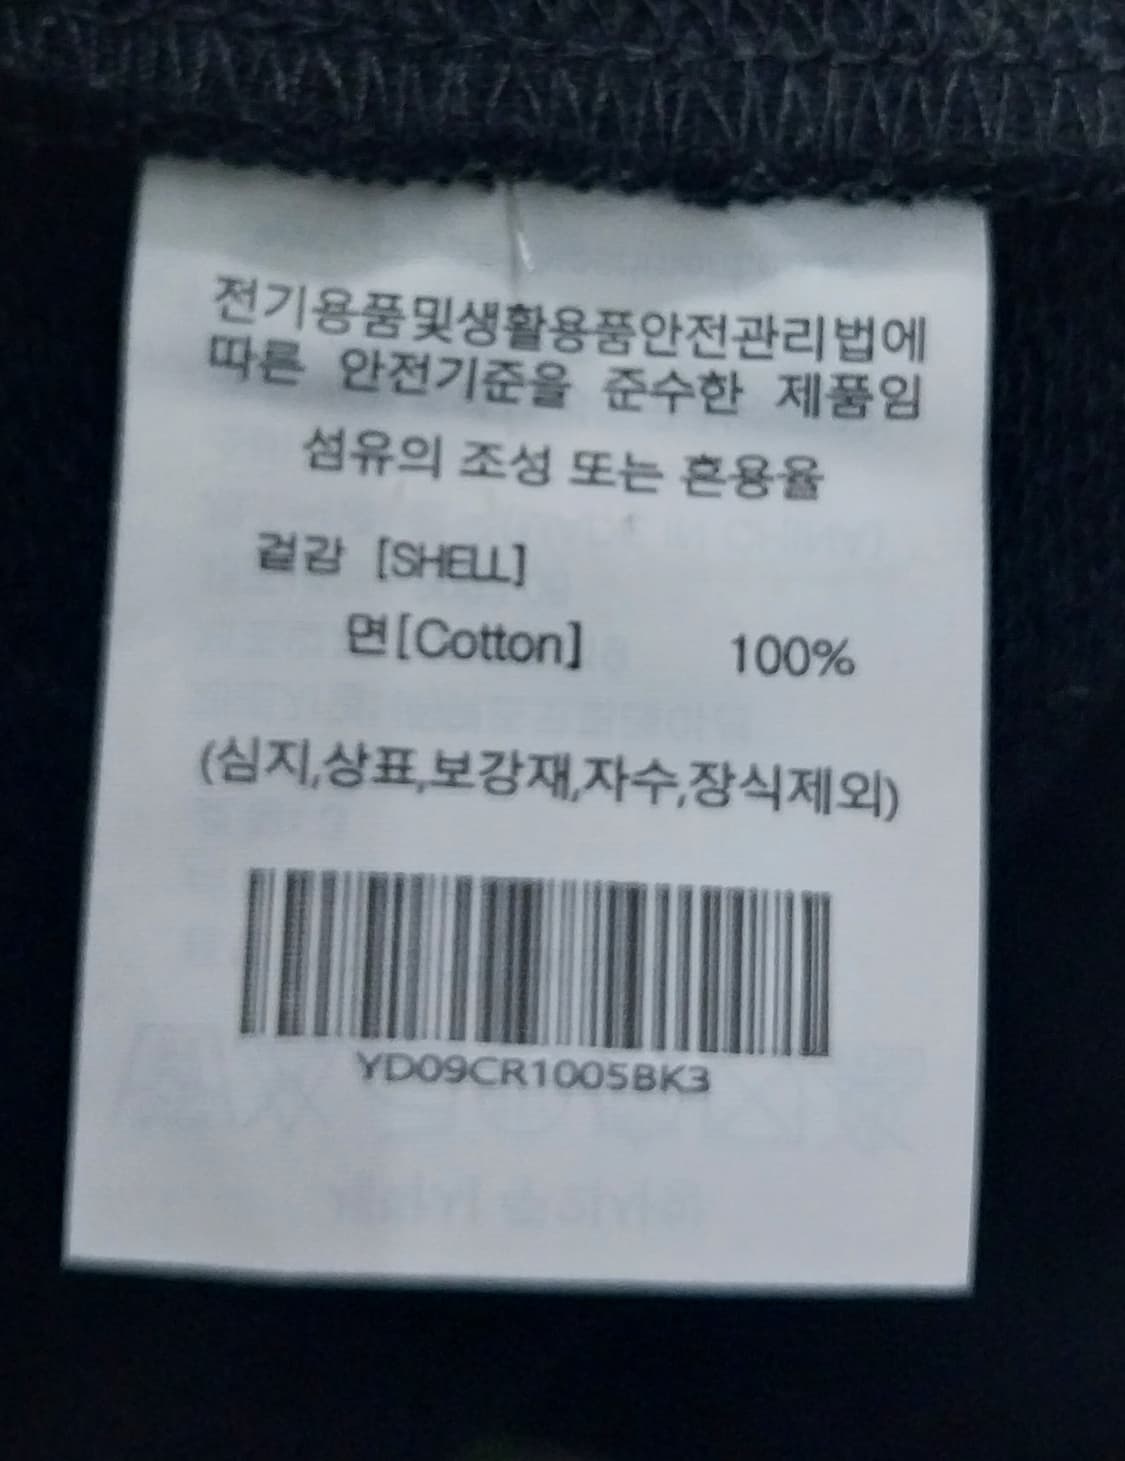 전기용품및생활용품안전관리법에
따른 안전기준을 준수한 제품임
섬유의 조성 또는 혼용율
겉감 [SHELL]
면[Cotton] 100%
(심지,상표,보강재,자수,장식제외)
YD09CR1005BK3